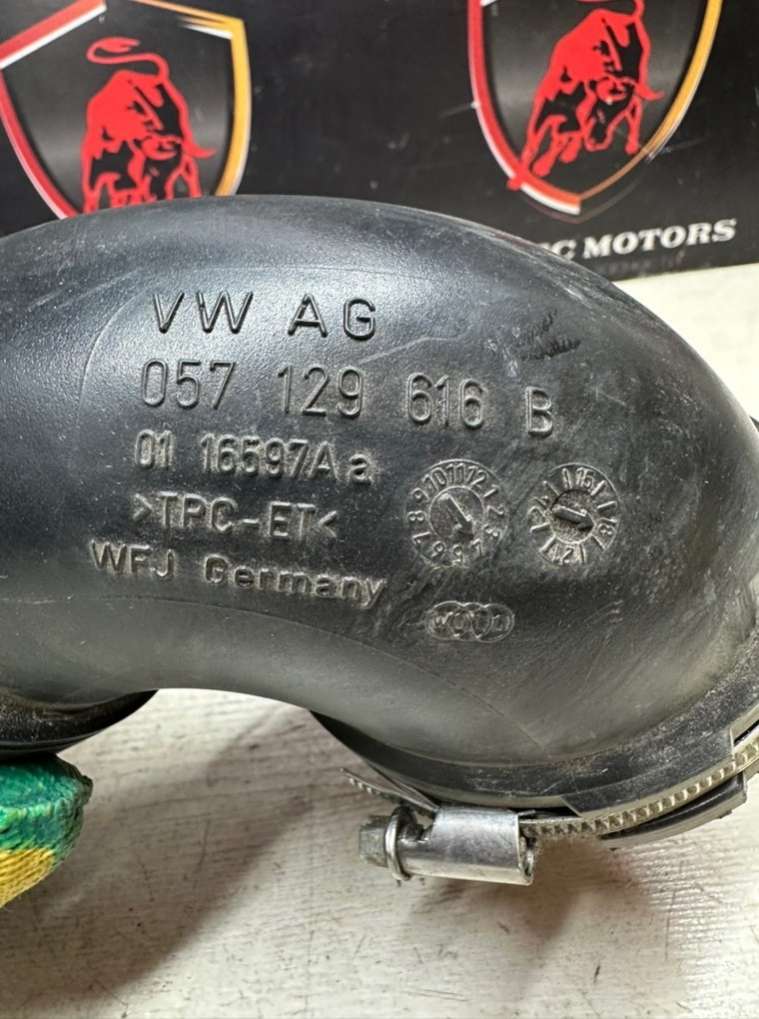 MOTORS
VW AG
057 129 616 B
01 16597A a
>TPC-ET<
WFJ Germany